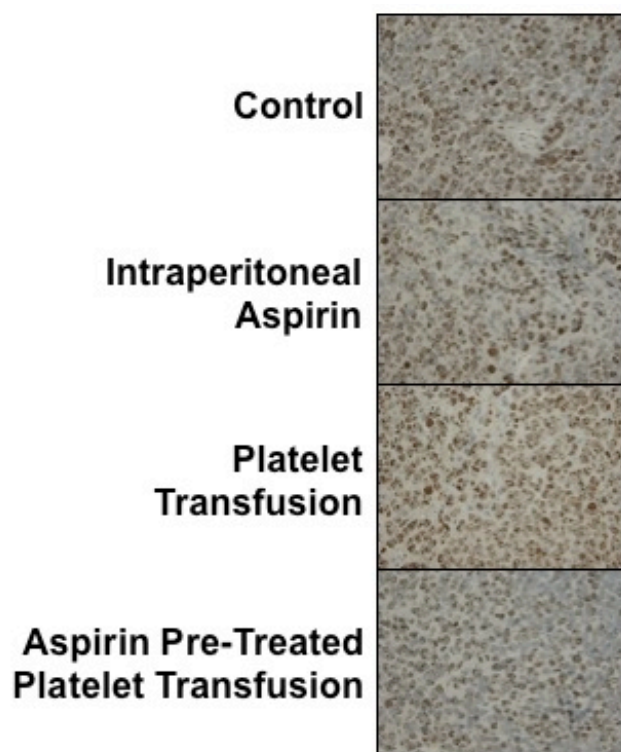 Control
Intraperitoneal
Aspirin
Platelet
Transfusion
Aspirin Pre-Treated
Platelet Transfusion